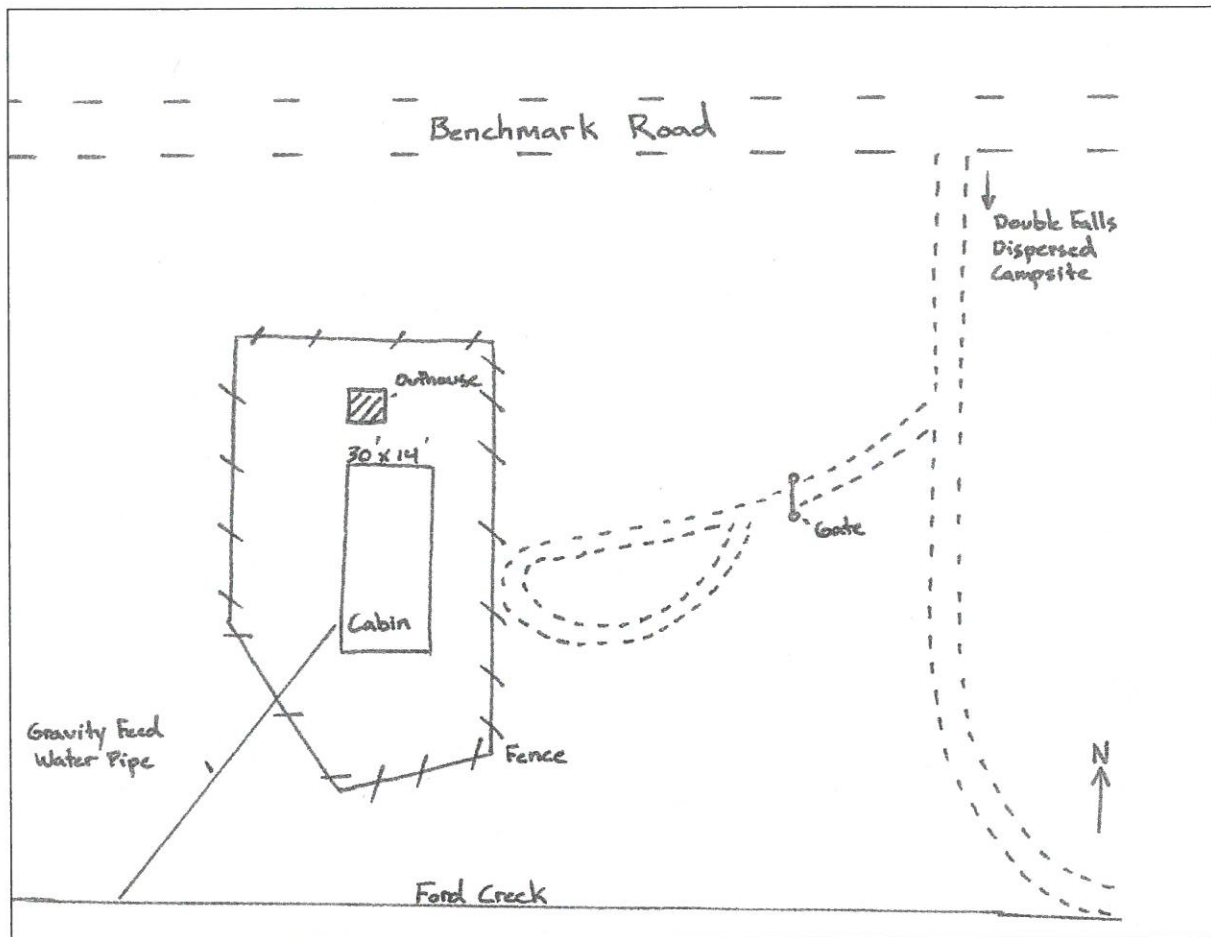 Benchmark Road
Double Falls
Dispersed
Campsite
Outhouse
30' x 14'
Gate
Cabin
Gravity Feed
Water Pipe
Fence
N
Ford Creek